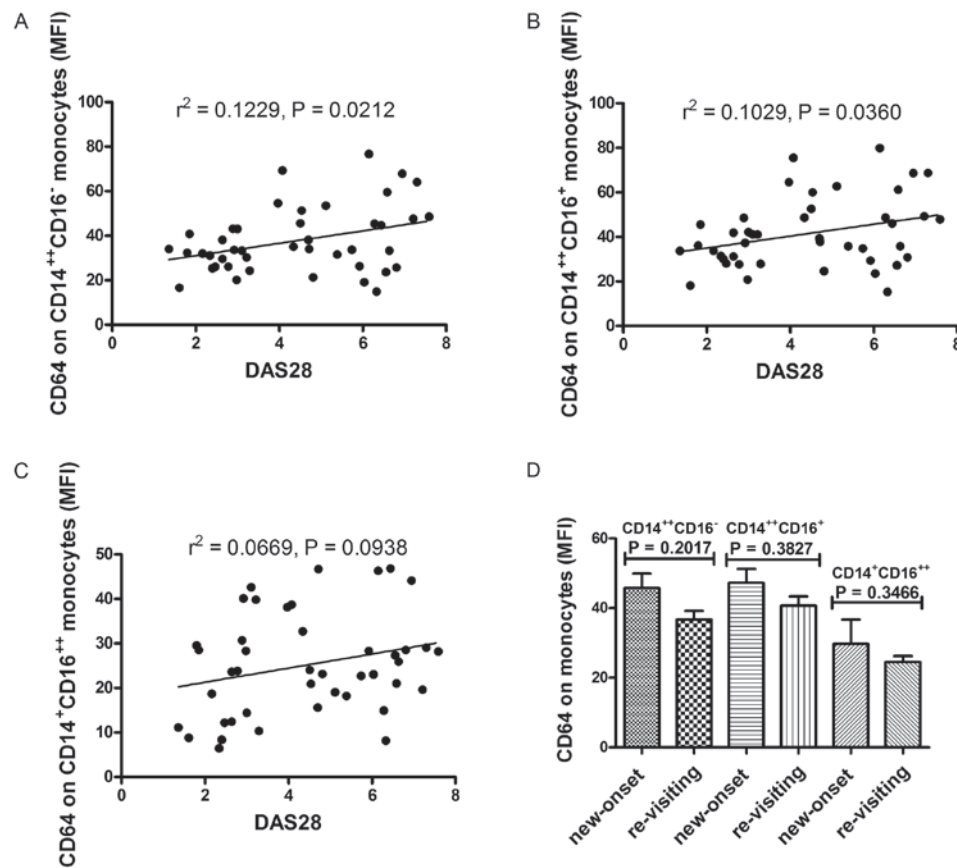 A
CD64 on CD14++CD16- monocytes (MFI)
r2 = 0.1229, P = 0.0212
100
80
60
40
20
0
0 2 4 6 8
DAS28
B
CD64 on CD14++CD16+ monocytes (MFI)
r2 = 0.1029, P = 0.0360
100
80
60
40
20
0
0 2 4 6 8
DAS28
C
CD64 on CD14+CD16++ monocytes (MFI)
r2 = 0.0669, P = 0.0938
50
40
30
20
10
0
0 2 4 6 8
DAS28
D
CD64 on monocytes (MFI)
CD14++CD16-
P = 0.2017
CD14++CD16+
P = 0.3827
CD14+CD16++
P = 0.3466
60
40
20
0
new-onset
re-visiting
new-onset
re-visiting
new-onset
re-visiting